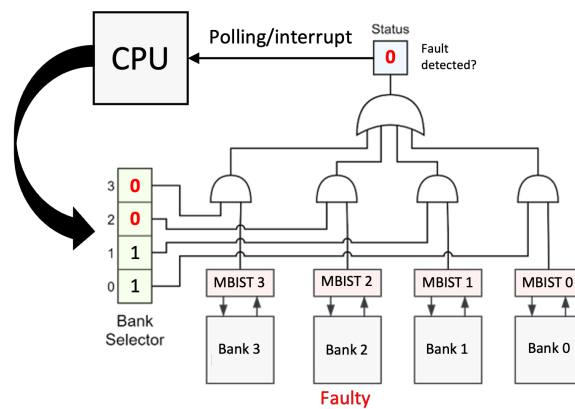 Status
Polling/interrupt
CPU
0
Fault
detected?
3
0
2
0
1
1
0
1
Bank
Selector
MBIST 3
MBIST 2
MBIST 1
MBIST 0
Bank 3
Bank 2
Bank 1
Bank 0
Faulty